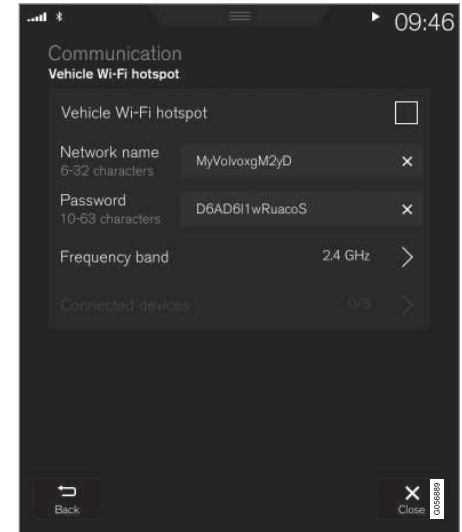 09:46
Communication
Vehicle Wi-Fi hotspot
Vehicle Wi-Fi hotspot
Network name
6-32 characters
MyVolvoxgM2yD
Password
10-63 characters
D6AD6l1wRuacoS
Frequency band 2.4 GHz
Connected devices 0/8
Back
Close
G056889